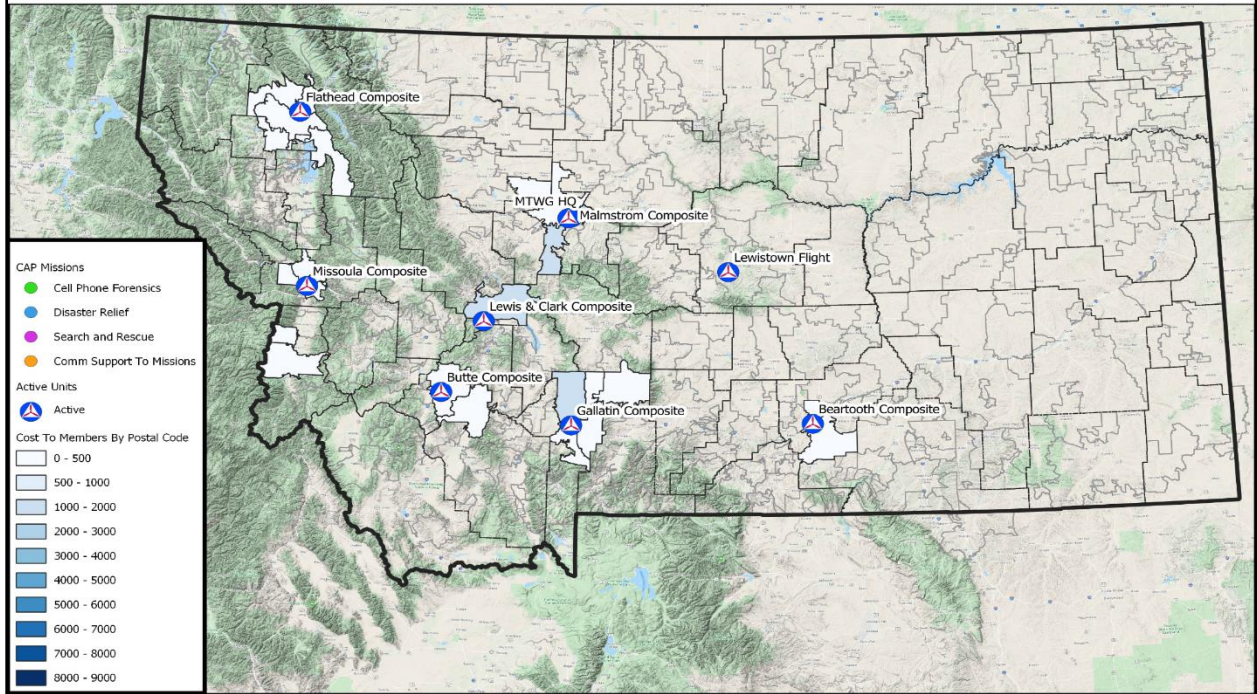 Flathead Composite
MTWG HQ
Malmstrom Composite
Lewistown Flight
Missoula Composite
Lewis & Clark Composite
Butte Composite
Gallatin Composite
Beartooth Composite
CAP Missions
Cell Phone Forensics
Disaster Relief
Search and Rescue
Comm Support To Missions
Active Units
Active
Cost To Members By Postal Code
0 - 500
500 - 1000
1000 - 2000
2000 - 3000
3000 - 4000
4000 - 5000
5000 - 6000
6000 - 7000
7000 - 8000
8000 - 9000